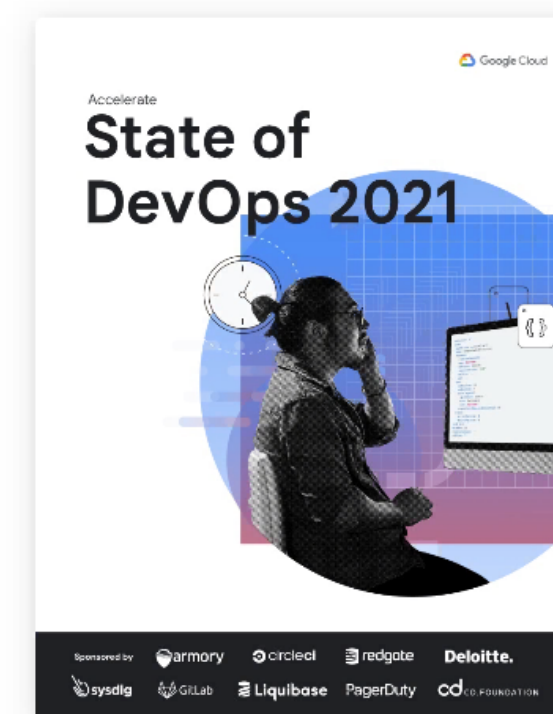 Google Cloud
Accelerate
State of
DevOps 2021
{}
Sponsored by armory circleci redgate Deloitte.
sysdig GitLab Liquibase PagerDuty cd CD.FOUNDATION